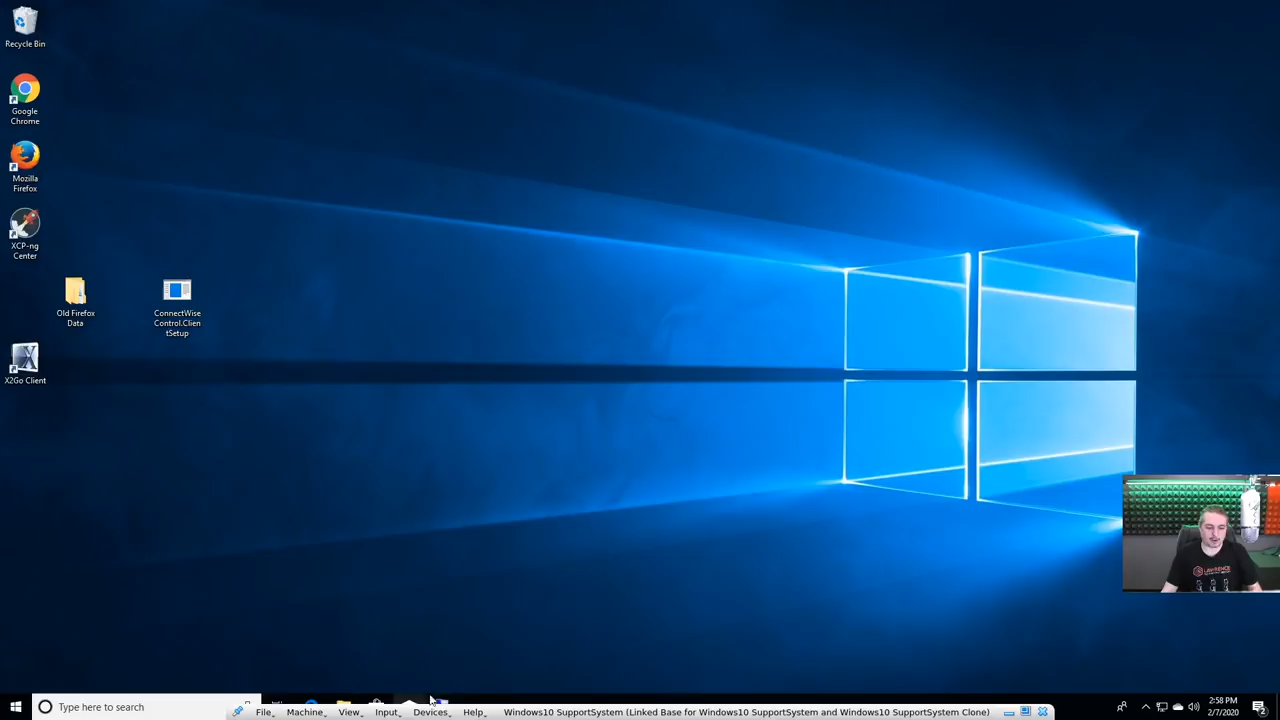 Recycle Bin
Google
Chrome
Mozilla
Firefox
XCP-ng
Center
Old Firefox
Data
ConnectWise
Control.Clien
tSetup
X2Go Client
LAWRENCE
Type here to search
File
Machine
View
Input
Devices
Help
Windows10 SupportSystem (Linked Base for Windows10 SupportSystem and Windows10 SupportSystem Clone)
2:58 PM
2/7/2020